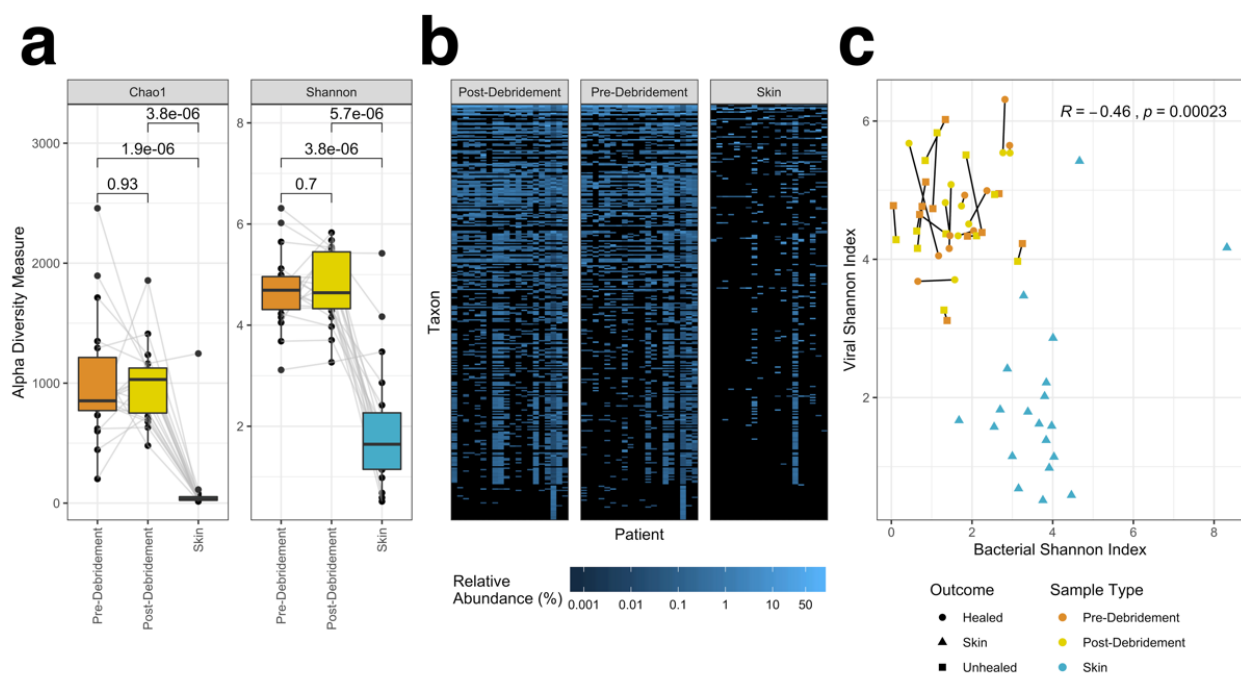 a
b
c
Chao1
Shannon
Post-Debridement
Pre-Debridement
Skin
3.8e-06
1.9e-06
0.93
5.7e-06
3.8e-06
0.7
3000
2000
1000
0
8
6
4
2
Alpha Diversity Measure
Pre-Debridement
Post-Debridement
Skin
Pre-Debridement
Post-Debridement
Skin
Taxon
Patient
Relative
Abundance (%)
0.001 0.01 0.1 1 10 50
R = −0.46 , p = 0.00023
Viral Shannon Index
6
4
2
0 2 4 6 8
Bacterial Shannon Index
Outcome
Healed
Skin
Unhealed
Sample Type
Pre-Debridement
Post-Debridement
Skin